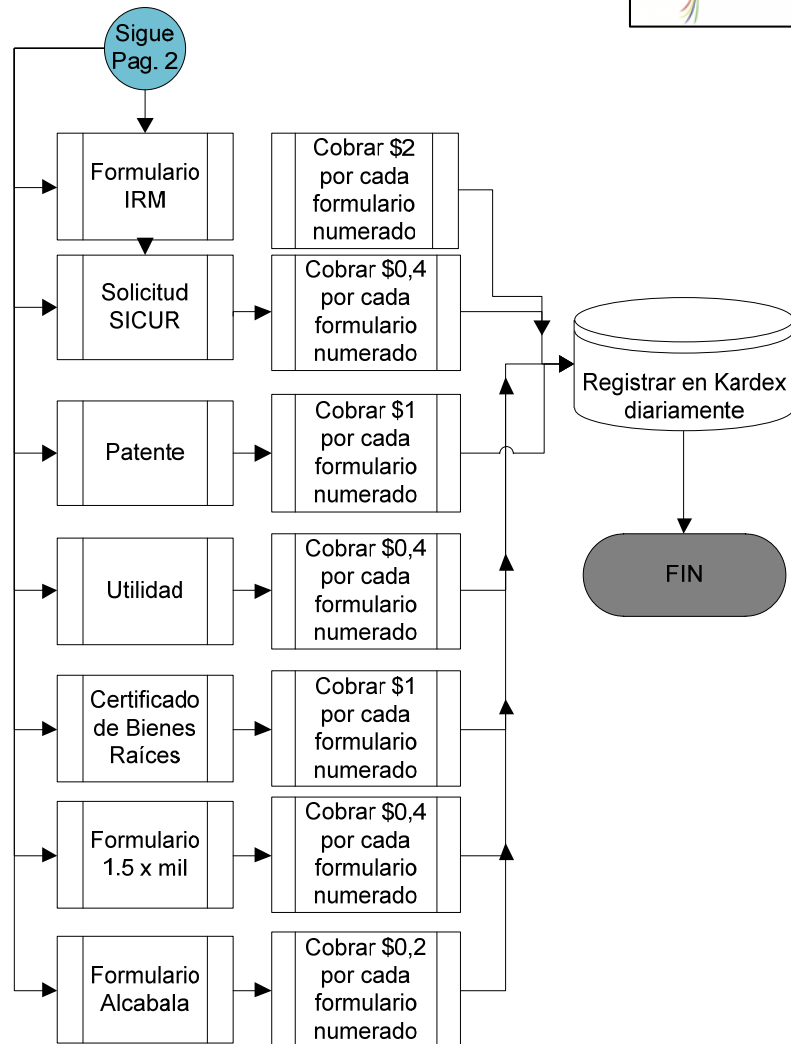 Sigue
Pag. 2
Formulario
IRM
Cobrar $2
por cada
formulario
numerado
Solicitud
SICUR
Cobrar $0,4
por cada
formulario
numerado
Registrar en Kardex
diariamente
Patente
Cobrar $1
por cada
formulario
numerado
Utilidad
Cobrar $0,4
por cada
formulario
numerado
FIN
Certificado
de Bienes
Raíces
Cobrar $1
por cada
formulario
numerado
Formulario
1.5 x mil
Cobrar $0,4
por cada
formulario
numerado
Formulario
Alcabala
Cobrar $0,2
por cada
formulario
numerado